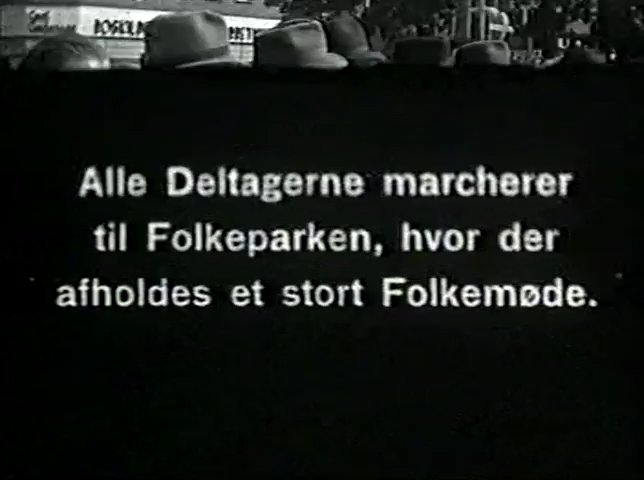 Alle Deltagerne marcherer
til Folkeparken, hvor der
afholdes et stort Folkemøde.